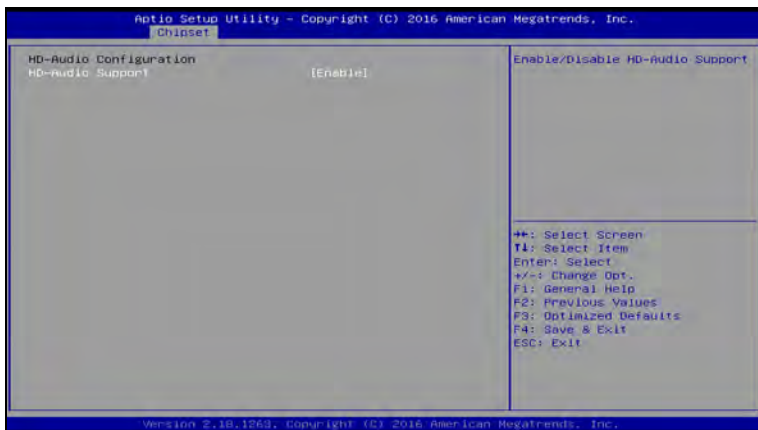 Aptio Setup Utility - Copyright (C) 2016 American Megatrends, Inc.
Chipset
HD-Audio Configuration
HD-Audio Support [Enable]
Enable/Disable HD-Audio Support
→←: Select Screen
↑↓: Select Item
Enter: Select
+/-: Change Opt.
F1: General Help
F2: Previous Values
F3: Optimized Defaults
F4: Save & Exit
ESC: Exit
Version 2.18.1263. Copyright (C) 2016 American Megatrends, Inc.